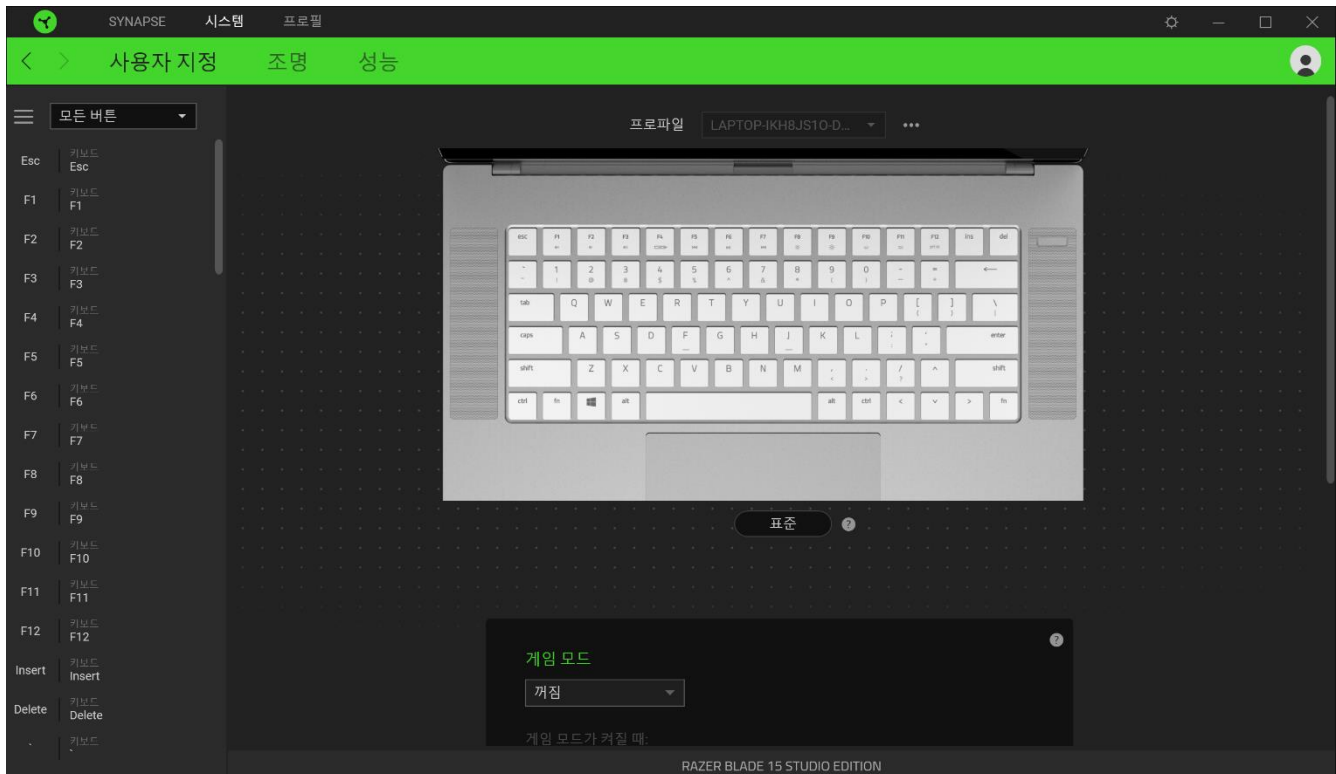 SYNAPSE 시스템 프로필
사용자 지정 조명 성능
모든 버튼
프로파일 LAPTOP-IKH8JS1O-D... •••
Esc 키보드
Esc
F1 키보드
F1
F2 키보드
F2
F3 키보드
F3
F4 키보드
F4
F5 키보드
F5
F6 키보드
F6
F7 키보드
F7
F8 키보드
F8
F9 키보드
F9
F10 키보드
F10
F11 키보드
F11
F12 키보드
F12
Insert 키보드
Insert
Delete 키보드
Delete
` 키보드
`
esc F1 F2 F3 F4 F5 F6 F7 F8 F9 F10 F11 F12 ins del
1 2 3 4 5 6 7 8 9 0 - =
tab Q W E R T Y U I O P [ ] \
caps A S D F G H J K L ; ' enter
shift Z X C V B N M , . / ^ shift
ctrl fn alt alt ctrl < v > fn
표준 ?
?
게임 모드
꺼짐
게임 모드가 켜질 때:
RAZER BLADE 15 STUDIO EDITION